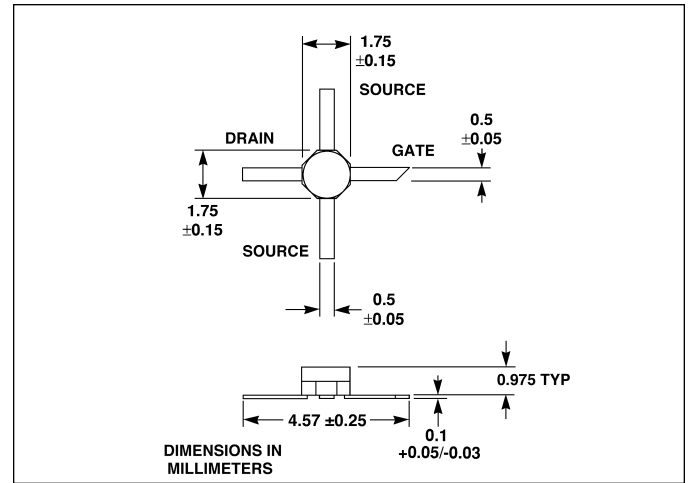 1.75
±0.15
SOURCE
0.5
±0.05
DRAIN
GATE
1.75
±0.15
SOURCE
0.5
±0.05
0.975 TYP
4.57 ±0.25
0.1
+0.05/-0.03
DIMENSIONS IN
MILLIMETERS